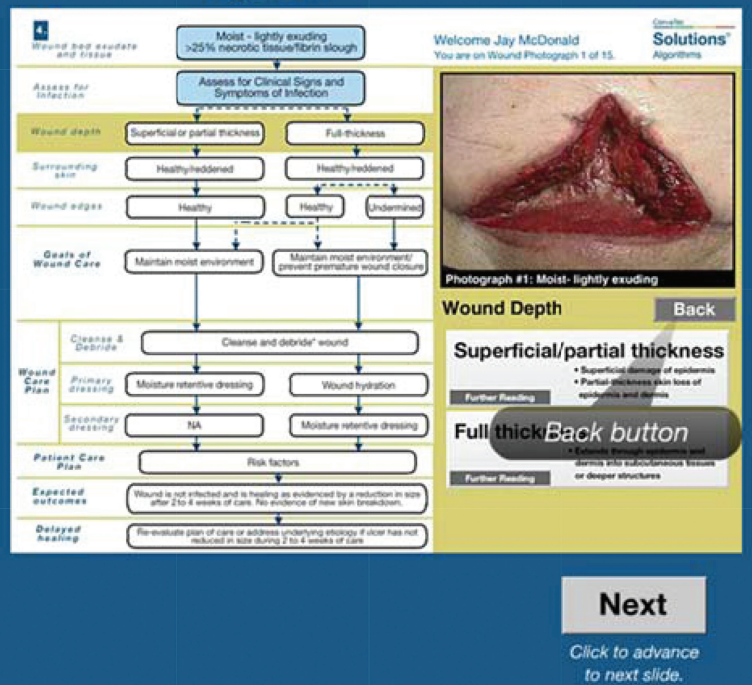 4.
Wound bed exudate
and tissue
Moist - lightly exuding
>25% necrotic tissue/fibrin slough
Assess for
Infection
Assess for Clinical Signs and
Symptoms of Infection
Wound depth
Superficial or partial thickness
Full-thickness
Surrounding
skin
Healthy/reddened
Healthy/reddened
Wound edges
Healthy
Healthy
Undermined
Goals of
Wound Care
Maintain moist environment
Maintain moist environment/
prevent premature wound closure
Wound
Care
Plan
Cleanse &
Debride
Cleanse and debride* wound
Primary
dressing
Moisture retentive dressing
Wound hydration
Secondary
dressing
NA
Moisture retentive dressing
Patient Care
Plan
Risk factors
Expected
outcomes
Wound is not infected and is healing as evidenced by a reduction in size
after 2 to 4 weeks of care. No evidence of new skin breakdown.
Delayed
healing
Re-evaluate plan of care or address underlying etiology if vlcer has not
reduced in size during 2 to 4 weeks of care
Welcome Jay McDonald
You are on Wound Photograph 1 of 15.
ConvaTec
Solutions®
Algorithms
Photograph #1: Moist- lightly exuding
Wound Depth
Back
Superficial/partial thickness
• Superficial damage of epidermis
• Partial-thickness skin loss of
epidermis and dermis
Further Reading
Full thickness
Back button
• Extends through epidermis and
dermis into subcutaneous tissues
or deeper structures
Further Reading
Next
Click to advance
to next slide.